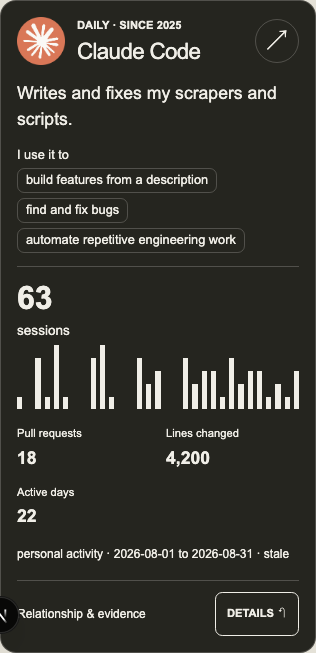 DAILY · SINCE 2025
Claude Code
Writes and fixes my scrapers and
scripts.
I use it to
build features from a description
find and fix bugs
automate repetitive engineering work
63
sessions
Pull requests
Lines changed
18
4,200
Active days
22
personal activity · 2026-08-01 to 2026-08-31 · stale
Relationship & evidence
DETAILS